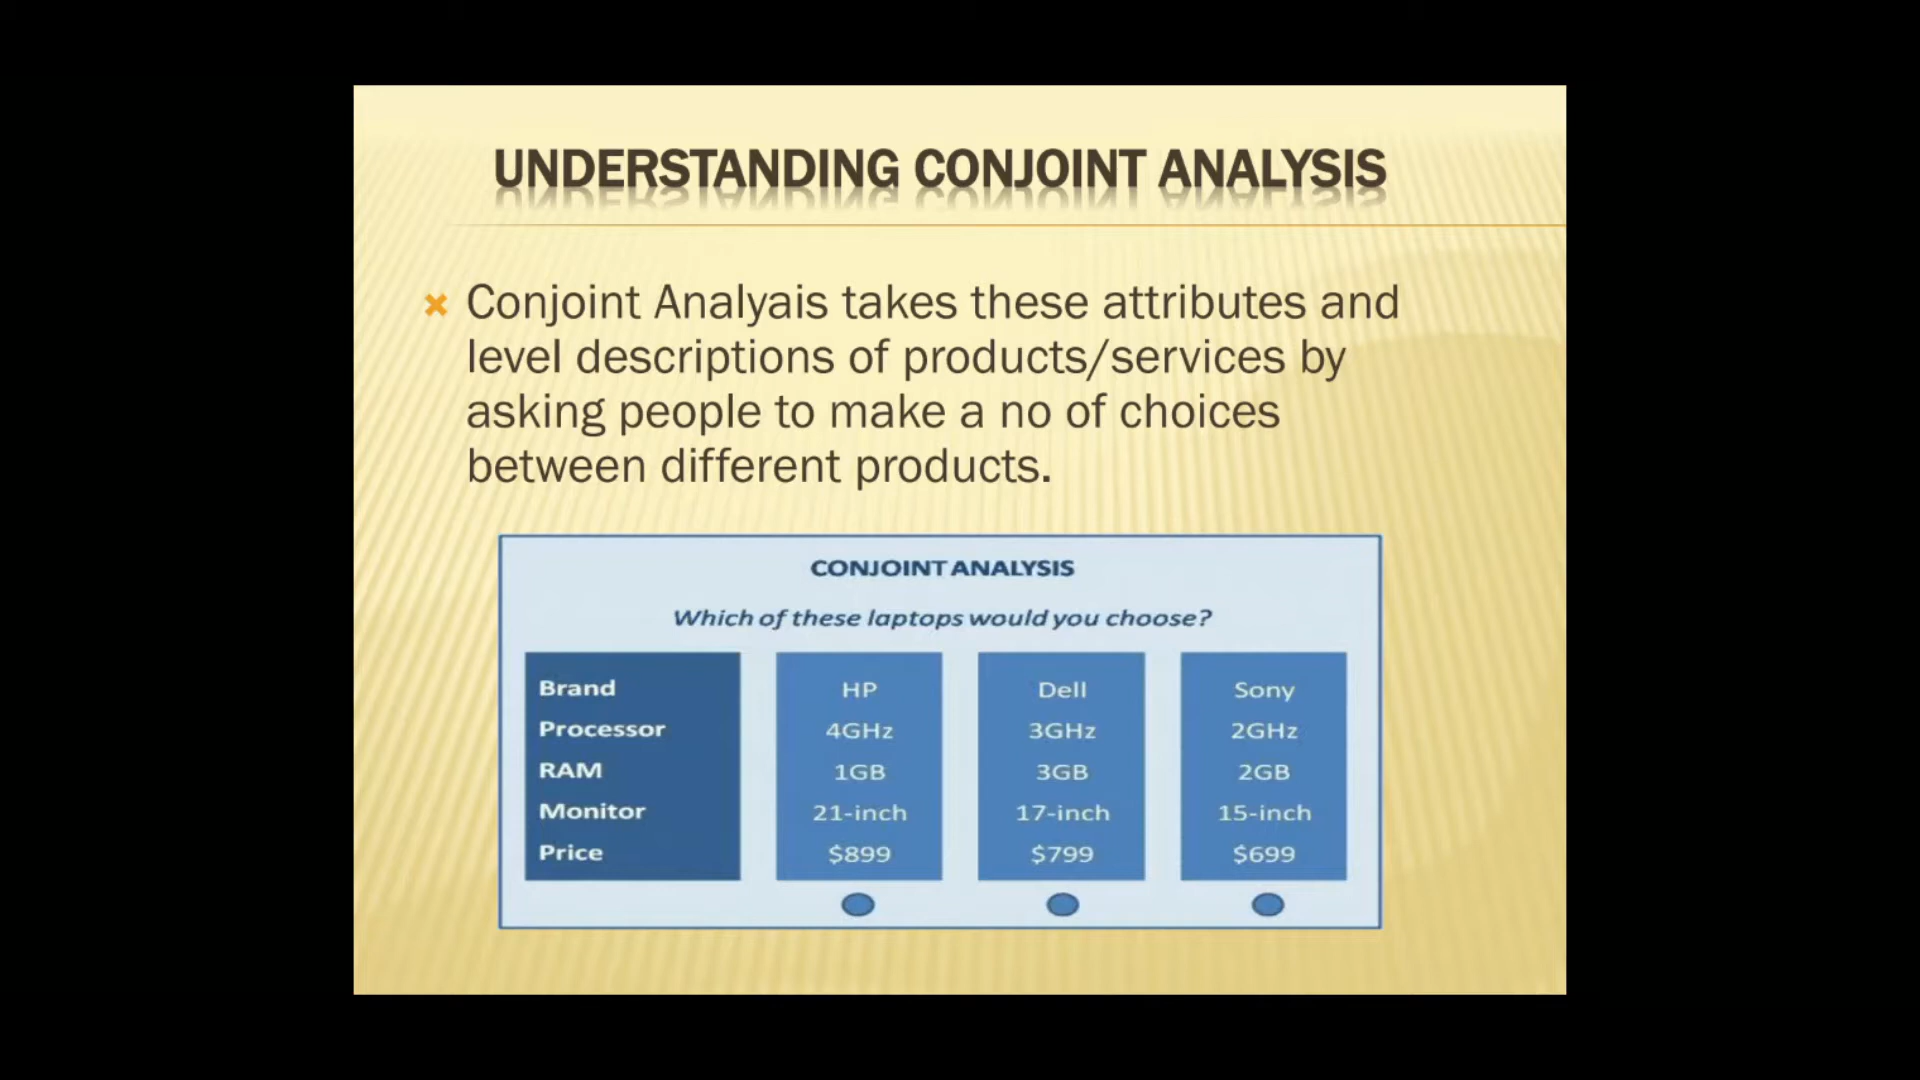 UNDERSTANDING CONJOINT ANALYSIS
Conjoint Analyais takes these attributes and
level descriptions of products/services by
asking people to make a no of choices
between different products.
CONJOINT ANALYSIS
Which of these laptops would you choose?
Brand HP Dell Sony
Processor 4GHz 3GHz 2GHz
RAM 1GB 3GB 2GB
Monitor 21-inch 17-inch 15-inch
Price $899 $799 $699